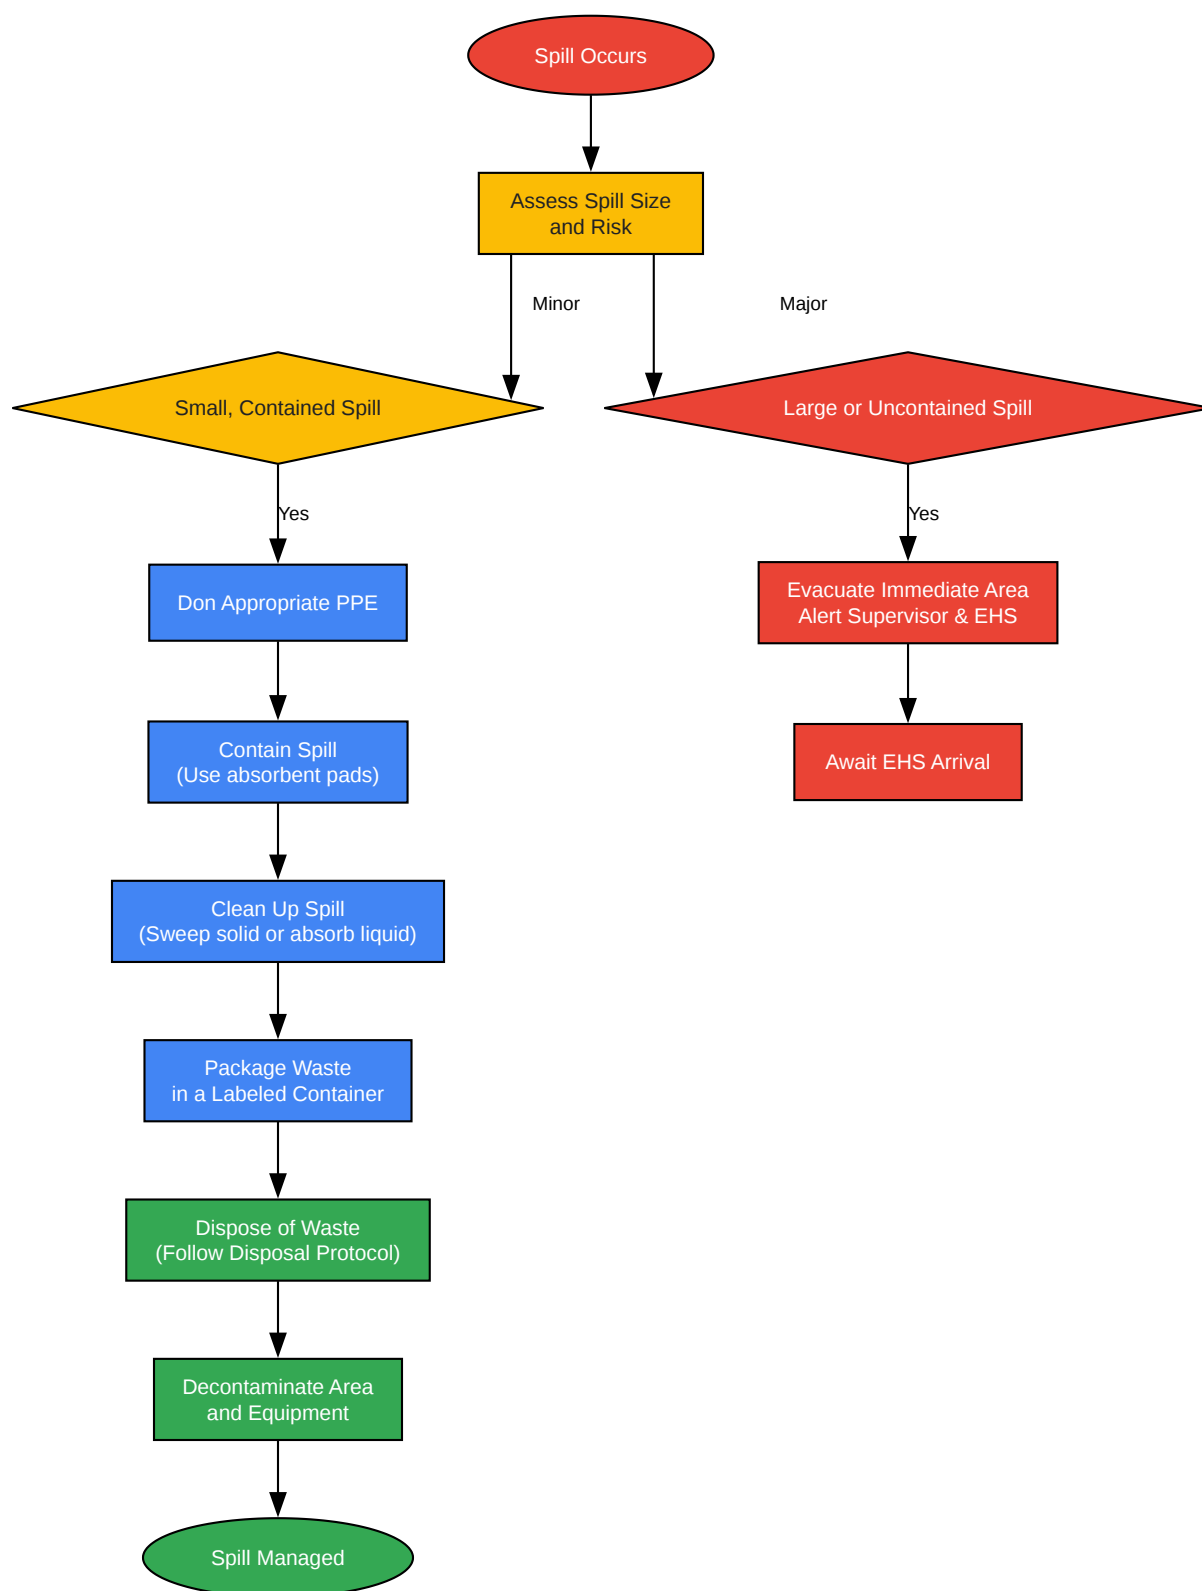 Spill Occurs
Assess Spill Size
and Risk
Minor
Major
Small, Contained Spill
Large or Uncontained Spill
Yes
Yes
Don Appropriate PPE
Evacuate Immediate Area
Alert Supervisor & EHS
Contain Spill
(Use absorbent pads)
Await EHS Arrival
Clean Up Spill
(Sweep solid or absorb liquid)
Package Waste
in a Labeled Container
Dispose of Waste
(Follow Disposal Protocol)
Decontaminate Area
and Equipment
Spill Managed